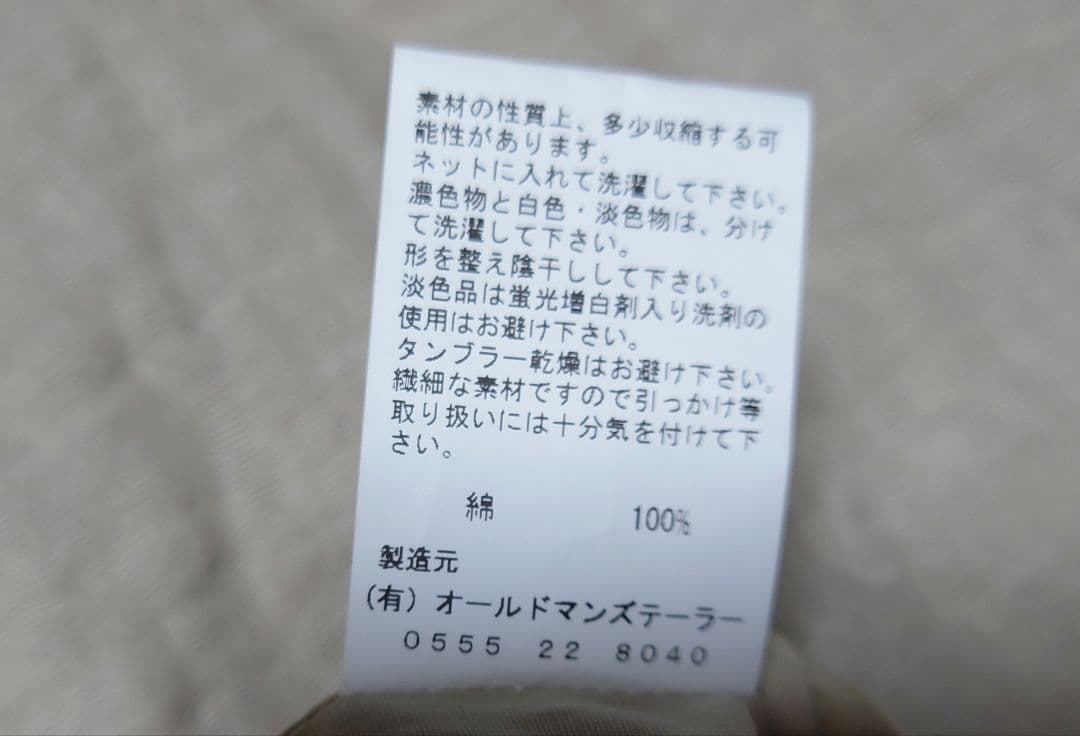 素材の性質上、多少収縮する可
能性があります。
ネットに入れて洗濯して下さい。
濃色物と白色・淡色物は、分け
て洗濯して下さい。
形を整え陰干しして下さい。
淡色品は蛍光増白剤入り洗剤の
使用はお避け下さい。
タンブラー乾燥はお避け下さい。
繊細な素材ですので引っかけ等
取り扱いには十分気を付けて下
さい。
綿 100%
製造元
(有)オールドマンズテーラー
0555 22 8040